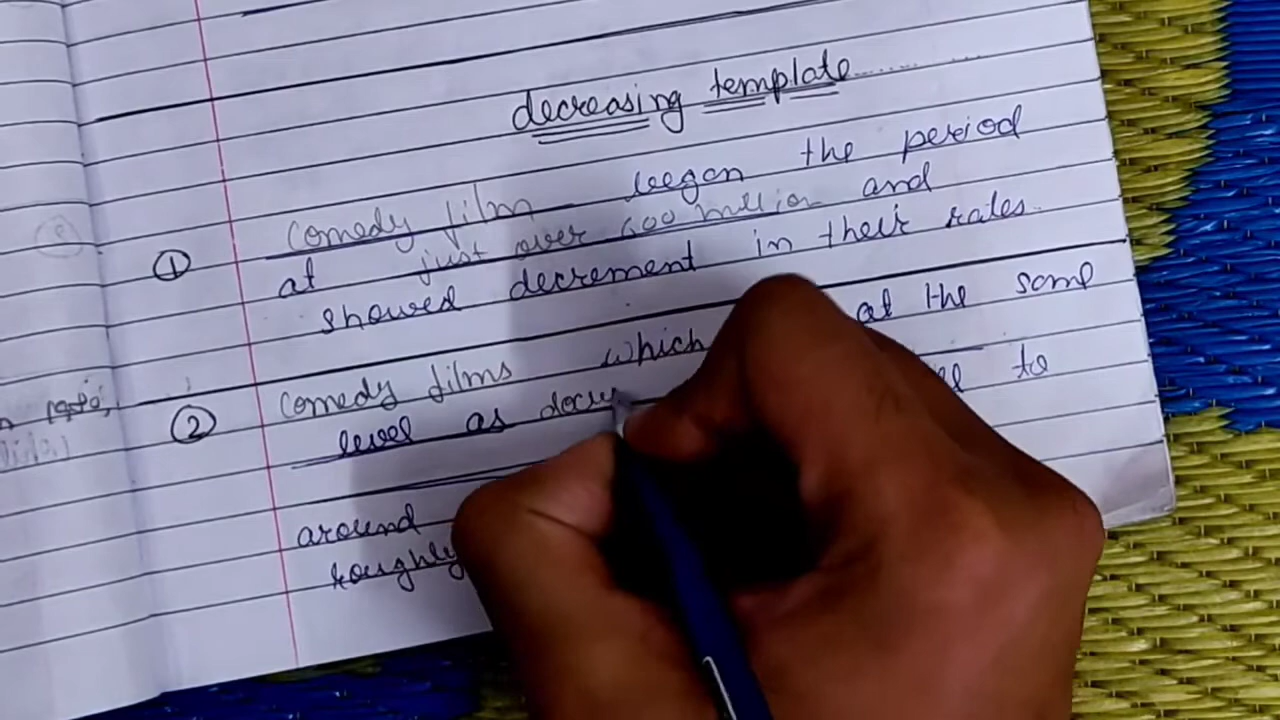 decreasing template
comedy film began the period
① at just over 600 million and
showed decrement in their rates.
comedy films which at the same
② level as to
around
roughly